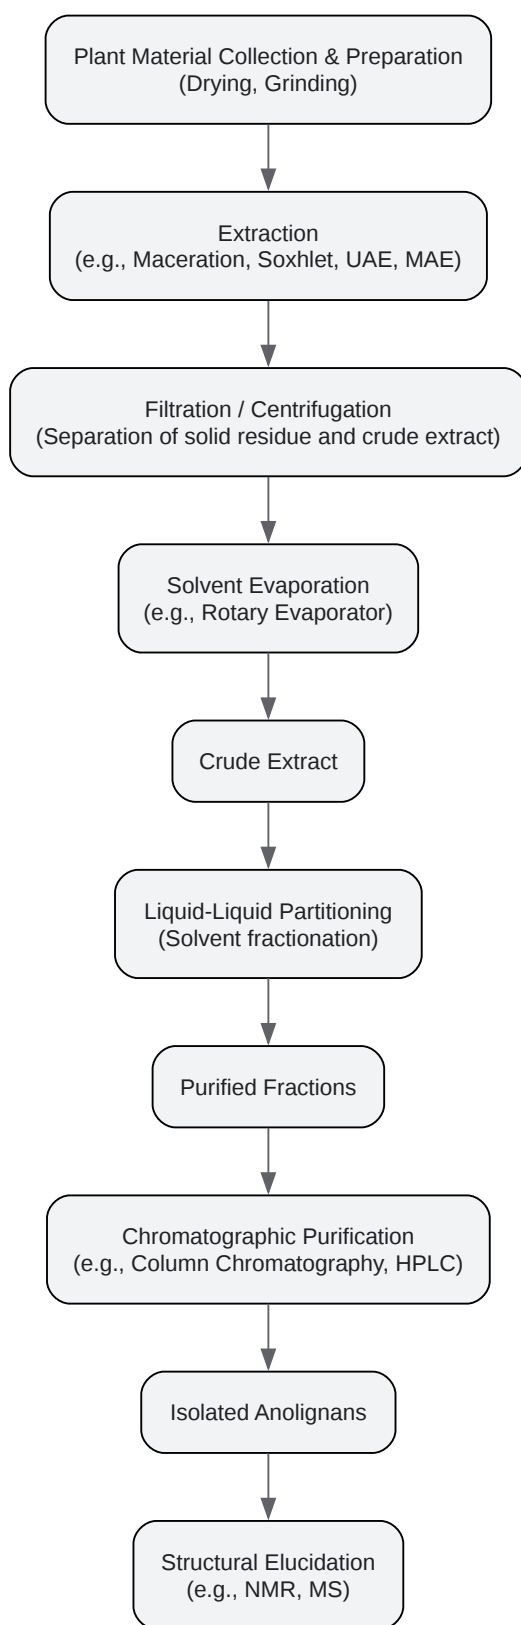 Plant Material Collection & Preparation
(Drying, Grinding)
Extraction
(e.g., Maceration, Soxhlet, UAE, MAE)
Filtration / Centrifugation
(Separation of solid residue and crude extract)
Solvent Evaporation
(e.g., Rotary Evaporator)
Crude Extract
Liquid-Liquid Partitioning
(Solvent fractionation)
Purified Fractions
Chromatographic Purification
(e.g., Column Chromatography, HPLC)
Isolated Anolignans
Structural Elucidation
(e.g., NMR, MS)